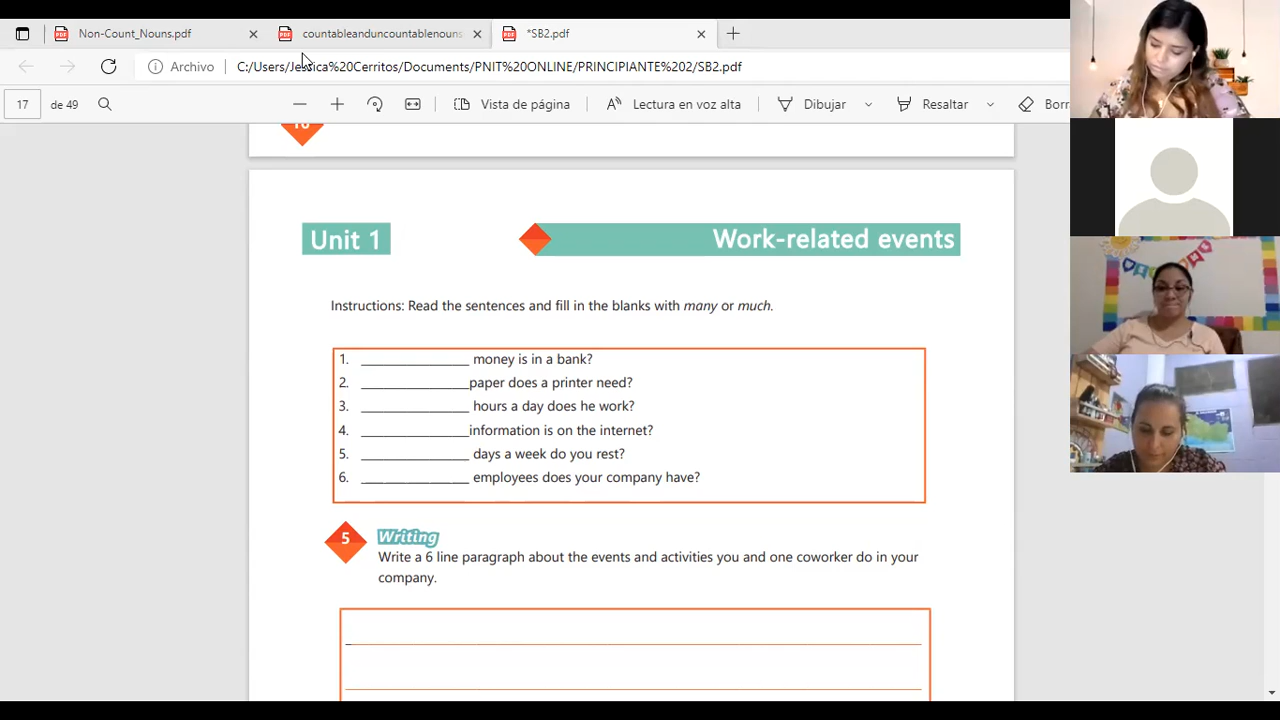 Non-Count_Nouns.pdf
countableanduncountablenouns
*SB2.pdf
Archivo
C:/Users/Jessica%20Cerritos/Documents/PNIT%20ONLINE/PRINCIPIANTE%202/SB2.pdf
17 de 49
Vista de página
Lectura en voz alta
Dibujar
Resaltar
Borr
Unit 1
Work-related events
Instructions: Read the sentences and fill in the blanks with many or much.
1. ________________ money is in a bank?
2. ________________paper does a printer need?
3. ________________ hours a day does he work?
4. ________________information is on the internet?
5. ________________ days a week do you rest?
6. ________________ employees does your company have?
5 Writing
Write a 6 line paragraph about the events and activities you and one coworker do in your
company.